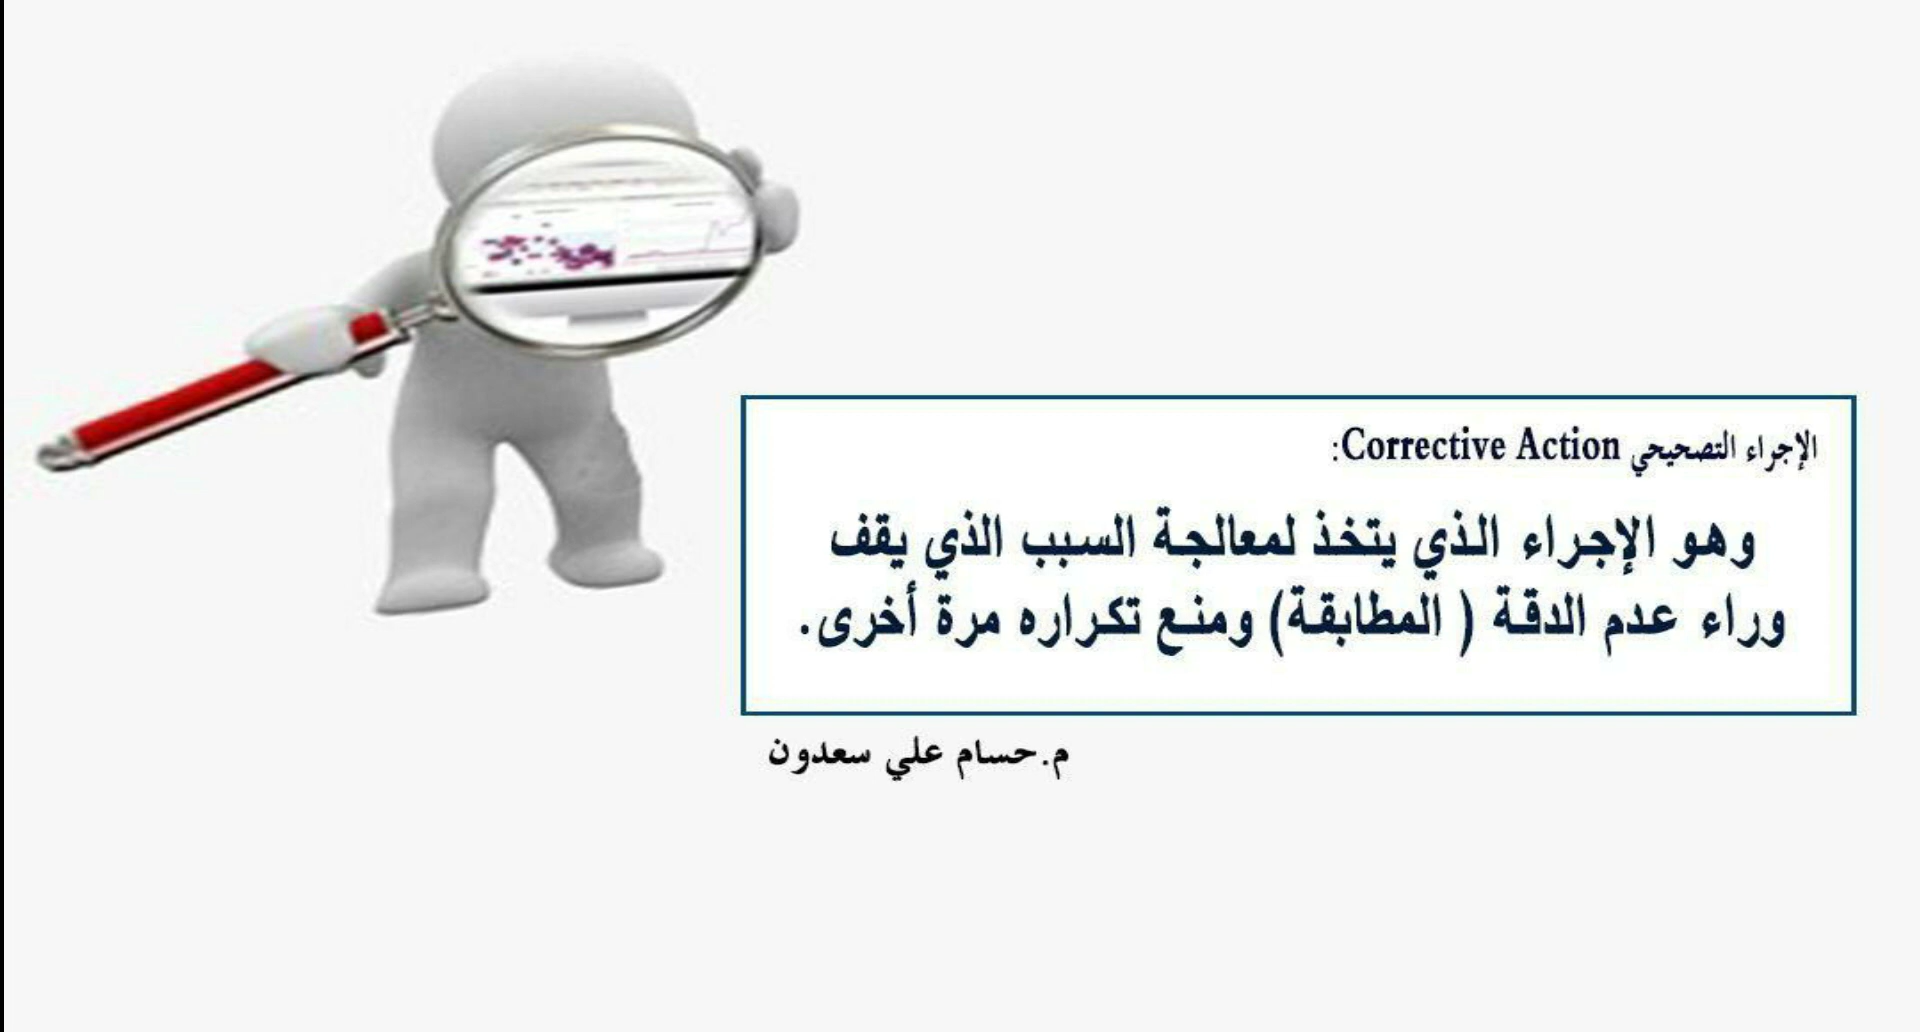 الإجراء التصحيحي Corrective Action:
وهو الإجراء الذي يتخذ لمعالجة السبب الذي يقف
وراء عدم الدقة ( المطابقة) ومنع تكراره مرة أخرى.
م.حسام علي سعدون